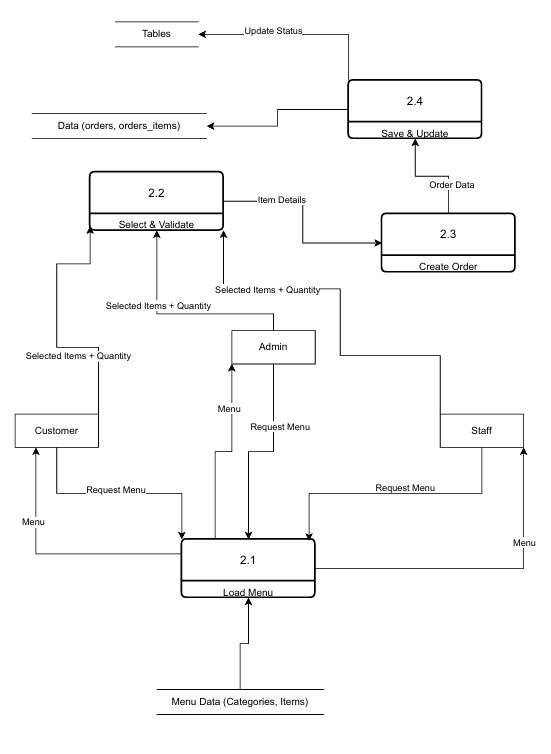 Tables
Update Status
2.4
Save & Update
Data (orders, orders_items)
2.2
Select & Validate
Item Details
Order Data
2.3
Create Order
Selected Items + Quantity
Selected Items + Quantity
Admin
Selected Items + Quantity
Menu
Request Menu
Customer
Staff
Request Menu
Request Menu
Menu
Menu
2.1
Load Menu
Menu Data (Categories, Items)